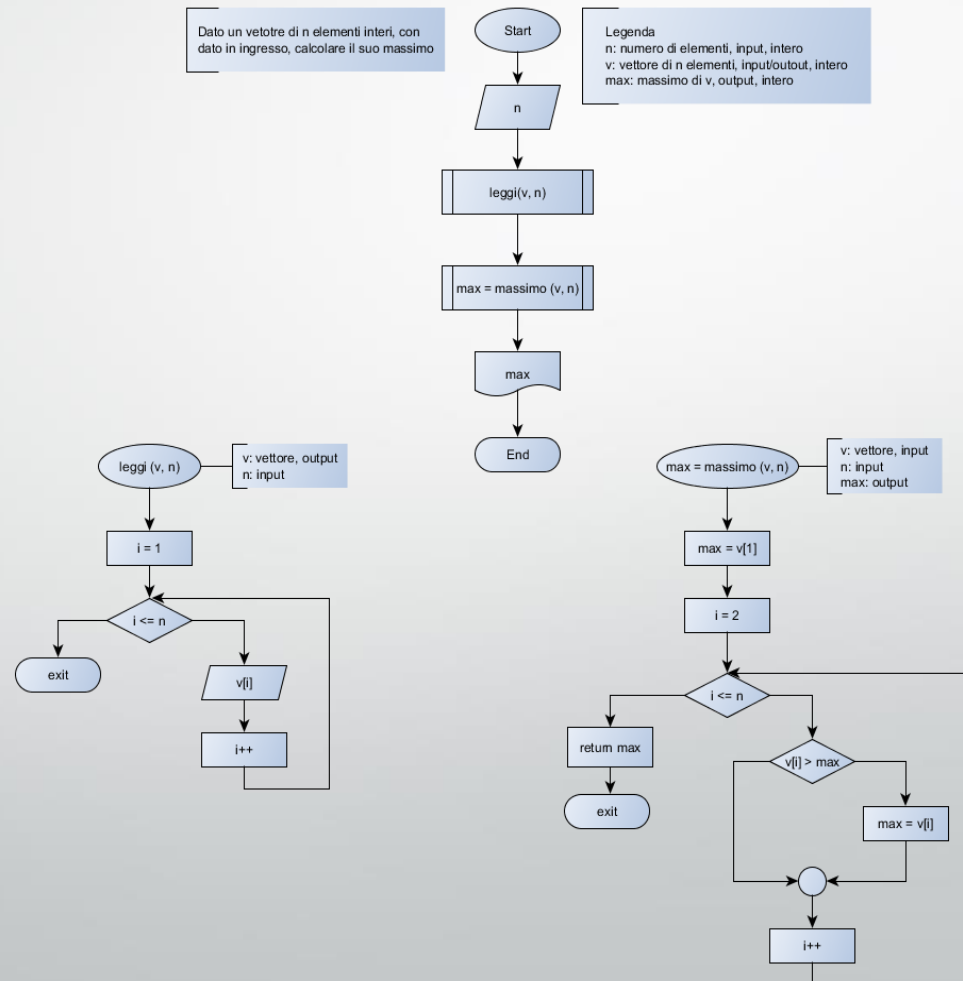 Dato un vetotre di n elementi interi, con
dato in ingresso, calcolare il suo massimo
Start
Legenda
n: numero di elementi, input, intero
v: vettore di n elementi, input/outout, intero
max: massimo di v, output, intero
n
leggi(v, n)
max = massimo (v, n)
max
End
leggi (v, n)
v: vettore, output
n: input
i = 1
i <= n
exit
v[i]
i++
max = massimo (v, n)
v: vettore, input
n: input
max: output
max = v[1]
i = 2
i <= n
return max
exit
v[i] > max
max = v[i]
i++